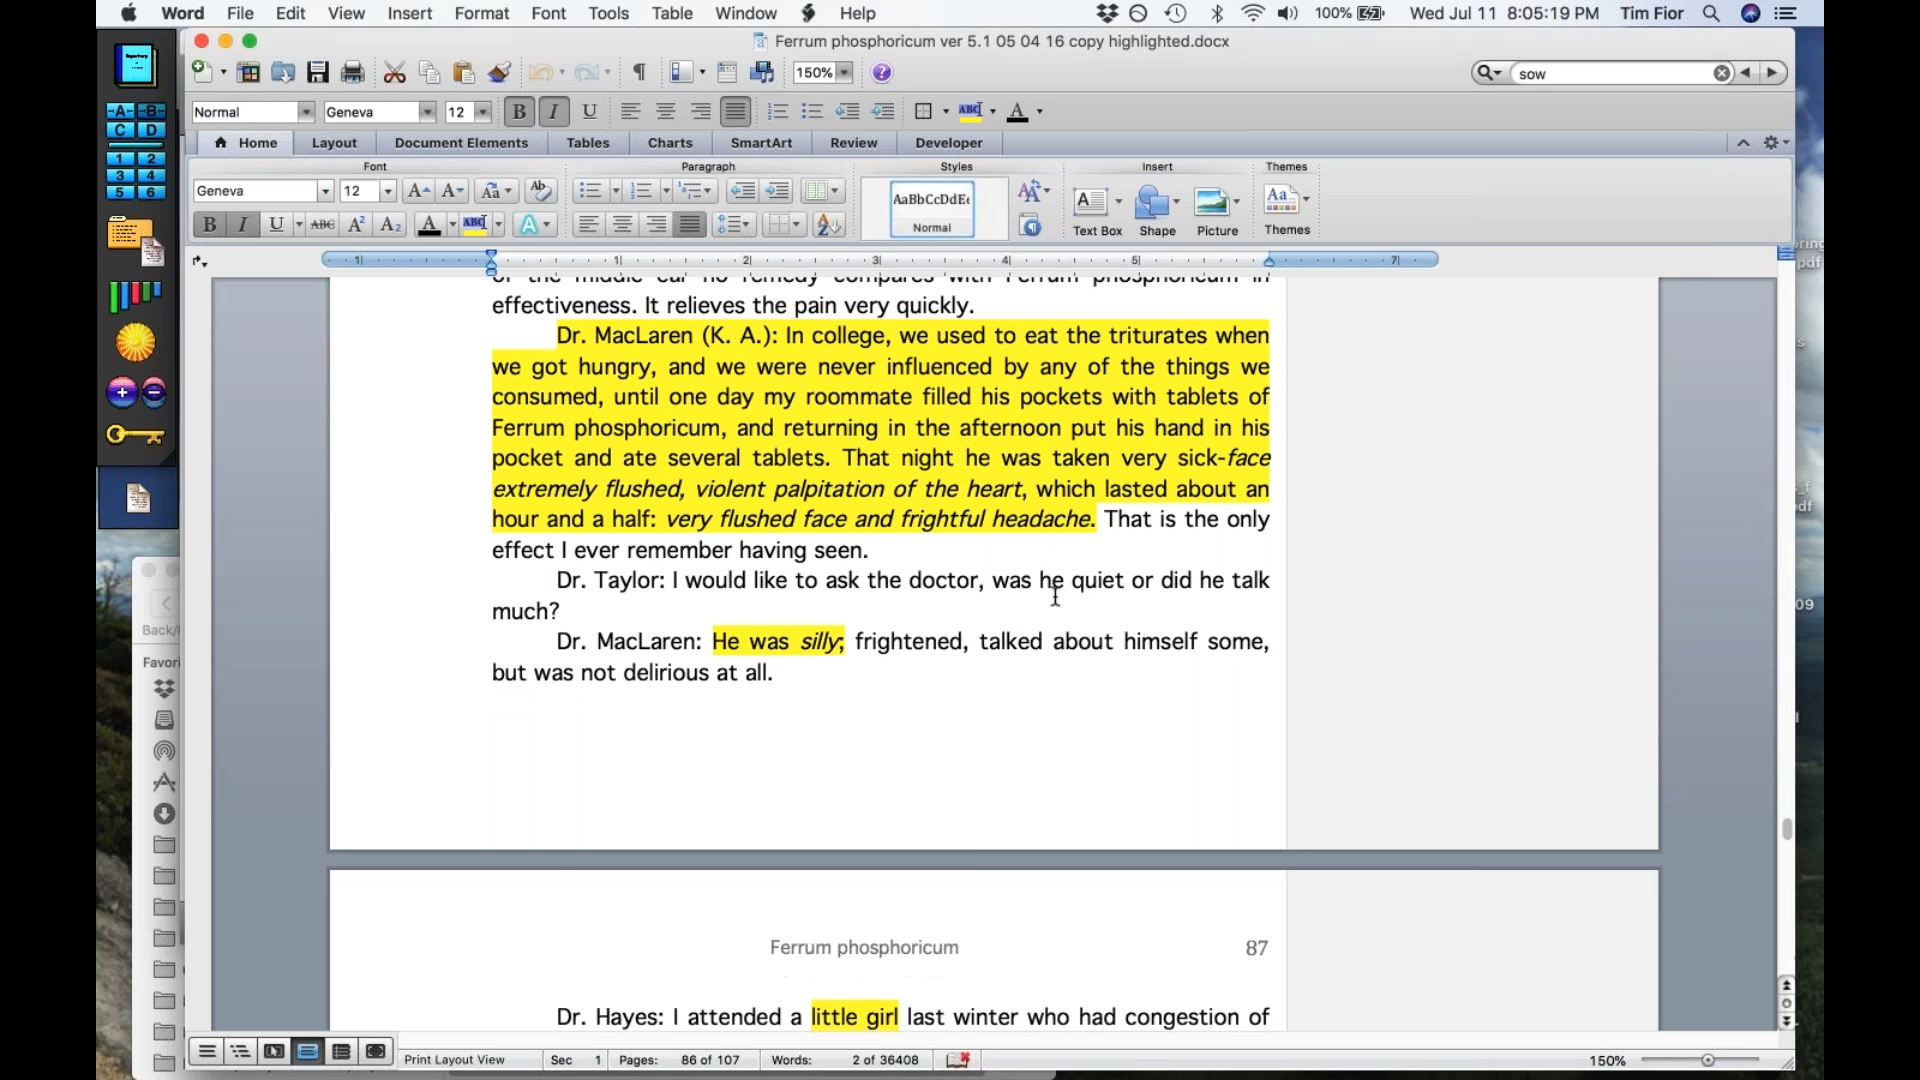 Word File Edit View Insert Format Font Tools Table Window Help 100% Wed Jul 11 8:05:19 PM Tim Fior
Ferrum phosphoricum ver 5.1 05 04 16 copy highlighted.docx
150% sow
Normal Geneva 12 B I U ABC A
Home Layout Document Elements Tables Charts SmartArt Review Developer
Font Paragraph Styles Insert Themes
Geneva 12 AaBbCcDdE
B I U ABC Normal Text Box Shape Picture Themes
effectiveness. It relieves the pain very quickly.
Dr. MacLaren (K. A.): In college, we used to eat the triturates when
we got hungry, and we were never influenced by any of the things we
consumed, until one day my roommate filled his pockets with tablets of
Ferrum phosphoricum, and returning in the afternoon put his hand in his
pocket and ate several tablets. That night he was taken very sick-face
extremely flushed, violent palpitation of the heart, which lasted about an
hour and a half: very flushed face and frightful headache. That is the only
effect I ever remember having seen.
Dr. Taylor: I would like to ask the doctor, was he quiet or did he talk
much?
Dr. MacLaren: He was silly; frightened, talked about himself some,
but was not delirious at all.
Ferrum phosphoricum 87
Dr. Hayes: I attended a little girl last winter who had congestion of
Print Layout View Sec 1 Pages: 86 of 107 Words: 2 of 36408 150%
A B
C D
1 2
3 4
5 6
Back/
Favori